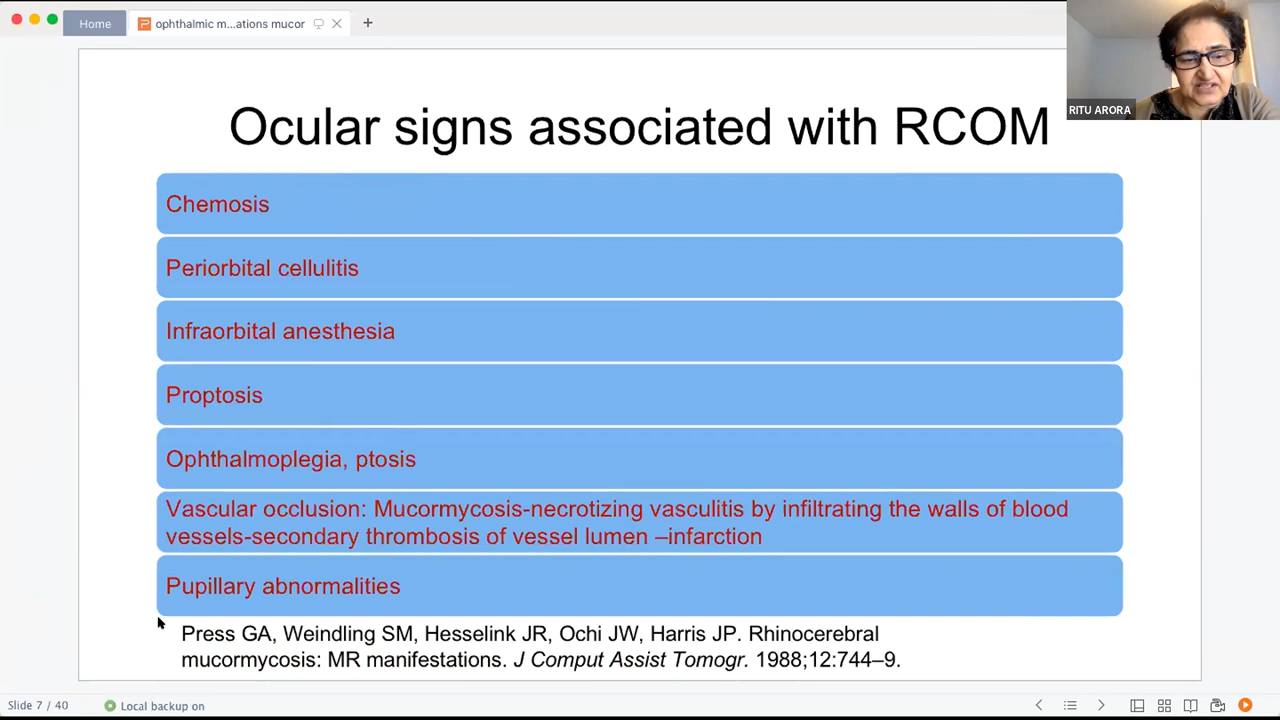 Home
ophthalmic m...ations mucor
RITU ARORA
Ocular signs associated with RCOM
Chemosis
Periorbital cellulitis
Infraorbital anesthesia
Proptosis
Ophthalmoplegia, ptosis
Vascular occlusion: Mucormycosis-necrotizing vasculitis by infiltrating the walls of blood
vessels-secondary thrombosis of vessel lumen –infarction
Pupillary abnormalities
Press GA, Weindling SM, Hesselink JR, Ochi JW, Harris JP. Rhinocerebral
mucormycosis: MR manifestations. J Comput Assist Tomogr. 1988;12:744–9.
Slide 7 / 40
Local backup on